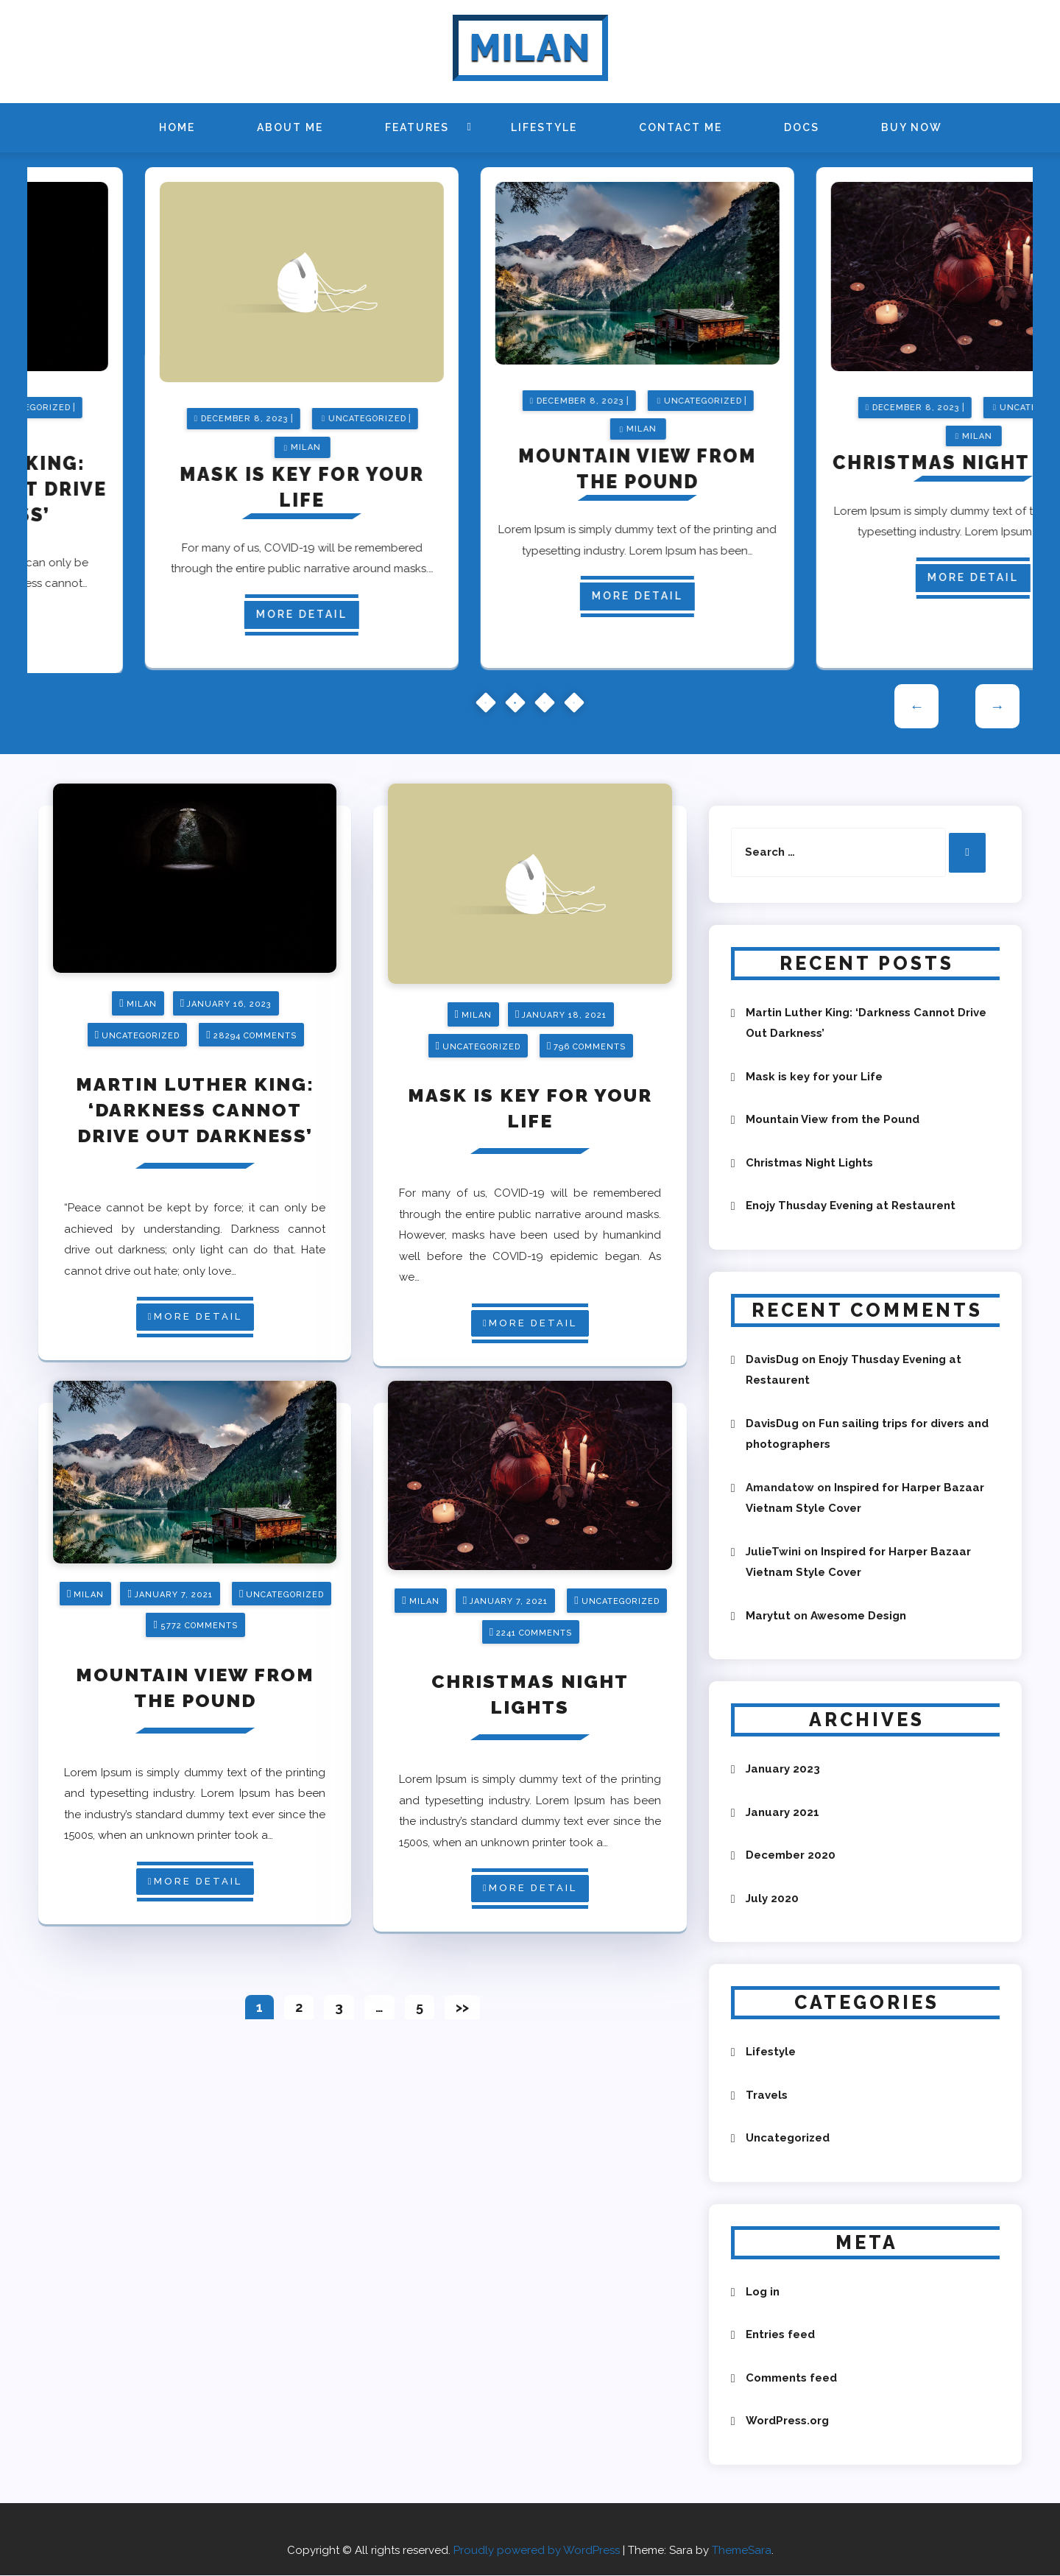 MILAN
HOME ABOUT ME FEATURES LIFESTYLE CONTACT ME DOCS BUY NOW
EGORIZED |
KING:
T DRIVE
SS’
can only be
ess cannot…
DECEMBER 8, 2023 | UNCATEGORIZED |
MILAN
MASK IS KEY FOR YOUR
LIFE
For many of us, COVID-19 will be remembered
through the entire public narrative around masks.…
MORE DETAIL
DECEMBER 8, 2023 | UNCATEGORIZED |
MILAN
MOUNTAIN VIEW FROM
THE POUND
Lorem Ipsum is simply dummy text of the printing and
typesetting industry. Lorem Ipsum has been…
MORE DETAIL
DECEMBER 8, 2023 |
MILAN
CHRISTMAS NIGHT
Lorem Ipsum is simply dummy text of
typesetting industry. Lorem Ipsum
MORE DETAIL
← →
MILAN JANUARY 16, 2023
UNCATEGORIZED 28294 COMMENTS
MARTIN LUTHER KING:
‘DARKNESS CANNOT
DRIVE OUT DARKNESS’
“Peace cannot be kept by force; it can only be
achieved by understanding. Darkness cannot
drive out darkness; only light can do that. Hate
cannot drive out hate; only love…
MORE DETAIL
MILAN JANUARY 18, 2021
UNCATEGORIZED 796 COMMENTS
MASK IS KEY FOR YOUR
LIFE
For many of us, COVID-19 will be remembered
through the entire public narrative around masks.
However, masks have been used by humankind
well before the COVID-19 epidemic began. As
we…
MORE DETAIL
MILAN JANUARY 7, 2021 UNCATEGORIZED
5772 COMMENTS
MOUNTAIN VIEW FROM
THE POUND
Lorem Ipsum is simply dummy text of the printing
and typesetting industry. Lorem Ipsum has been
the industry’s standard dummy text ever since the
1500s, when an unknown printer took a…
MORE DETAIL
MILAN JANUARY 7, 2021 UNCATEGORIZED
2241 COMMENTS
CHRISTMAS NIGHT
LIGHTS
Lorem Ipsum is simply dummy text of the printing
and typesetting industry. Lorem Ipsum has been
the industry’s standard dummy text ever since the
1500s, when an unknown printer took a…
MORE DETAIL
1 2 3 … 5 >>
Search …
RECENT POSTS
Martin Luther King: ‘Darkness Cannot Drive
Out Darkness’
Mask is key for your Life
Mountain View from the Pound
Christmas Night Lights
Enojy Thusday Evening at Restaurent
RECENT COMMENTS
DavisDug on Enojy Thusday Evening at
Restaurent
DavisDug on Fun sailing trips for divers and
photographers
Amandatow on Inspired for Harper Bazaar
Vietnam Style Cover
JulieTwini on Inspired for Harper Bazaar
Vietnam Style Cover
Marytut on Awesome Design
ARCHIVES
January 2023
January 2021
December 2020
July 2020
CATEGORIES
Lifestyle
Travels
Uncategorized
META
Log in
Entries feed
Comments feed
WordPress.org
Copyright © All rights reserved. Proudly powered by WordPress | Theme: Sara by ThemeSara.